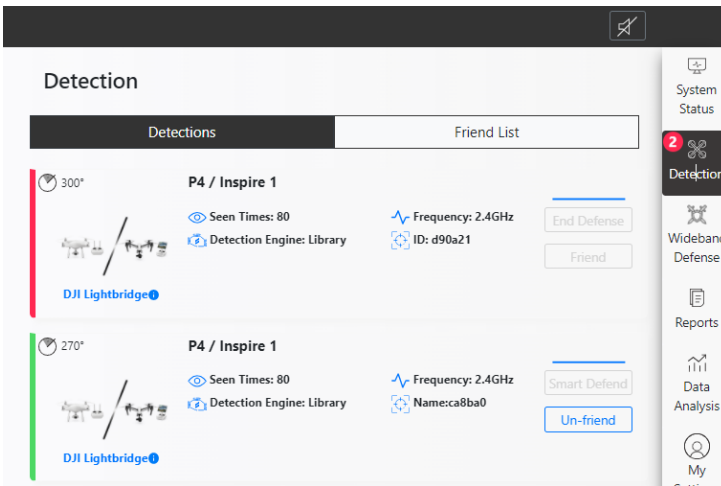 Detection
Detections
Friend List
300°
P4 / Inspire 1
Seen Times: 80
Frequency: 2.4GHz
Detection Engine: Library
ID: d90a21
End Defense
Friend
DJI Lightbridge
270°
P4 / Inspire 1
Seen Times: 80
Frequency: 2.4GHz
Detection Engine: Library
Name:ca8ba0
Smart Defend
Un-friend
DJI Lightbridge
System
Status
2
Detection
Wideband
Defense
Reports
Data
Analysis
My